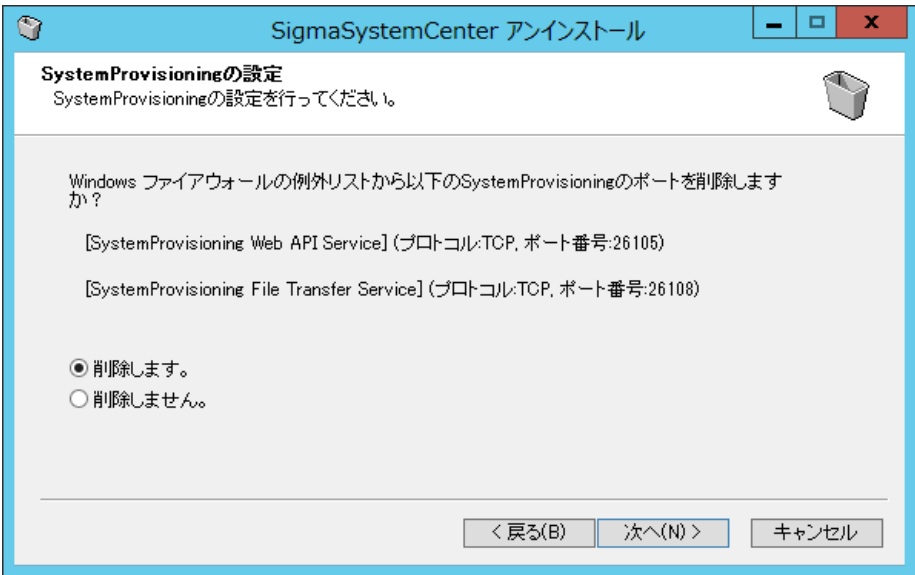 SigmaSystemCenter アンインストール
SystemProvisioningの設定
SystemProvisioningの設定を行ってください。
Windows ファイアウォールの例外リストから以下のSystemProvisioningのポートを削除します
か？
[SystemProvisioning Web API Service] (プロトコル:TCP, ポート番号:26105)
[SystemProvisioning File Transfer Service] (プロトコル:TCP, ポート番号:26108)
削除します。
削除しません。
< 戻る(B)
次へ(N) >
キャンセル